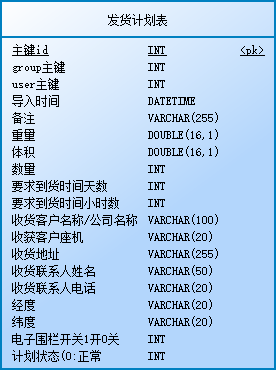 发货计划表
主键id INT <pk>
group主键 INT
user主键 INT
导入时间 DATETIME
备注 VARCHAR(255)
重量 DOUBLE(16,1)
体积 DOUBLE(16,1)
数量 INT
要求到货时间天数 INT
要求到货时间小时数 INT
收货客户名称/公司名称 VARCHAR(100)
收获客户座机 VARCHAR(20)
收货地址 VARCHAR(255)
收货联系人姓名 VARCHAR(50)
收货联系人电话 VARCHAR(20)
经度 VARCHAR(20)
纬度 VARCHAR(20)
电子围栏开关1开0关 INT
计划状态(0:正常 INT